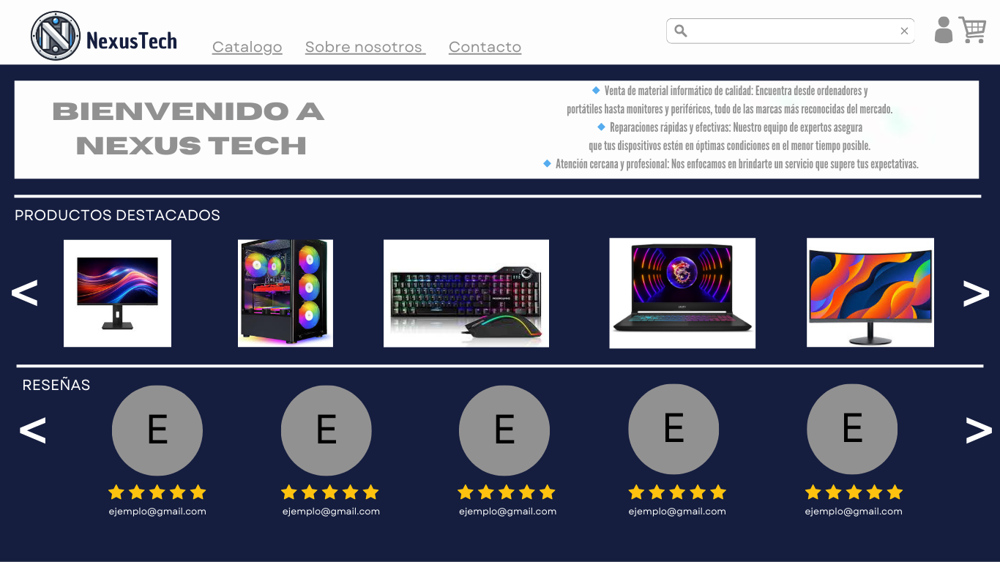 N NexusTech
Catalogo Sobre nosotros Contacto
BIENVENIDO A
NEXUS TECH
🔹 Venta de material informático de calidad: Encuentra desde ordenadores y
portátiles hasta monitores y periféricos, todo de las marcas más reconocidas del mercado.
🔹 Reparaciones rápidas y efectivas: Nuestro equipo de expertos asegura
que tus dispositivos estén en óptimas condiciones en el menor tiempo posible.
🔹 Atención cercana y profesional: Nos enfocamos en brindarte un servicio que supere tus expectativas.
PRODUCTOS DESTACADOS
< >
RESEÑAS
< E E E E E >
ejemplo@gmail.com ejemplo@gmail.com ejemplo@gmail.com ejemplo@gmail.com ejemplo@gmail.com